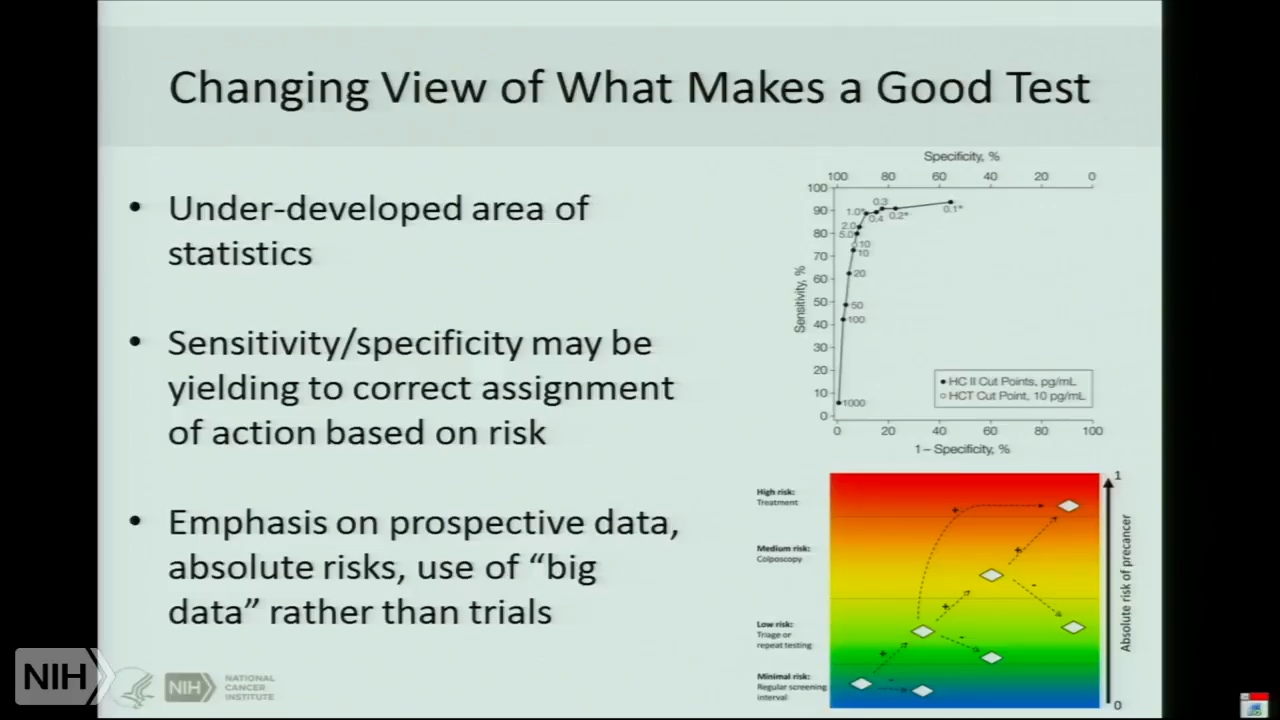 Changing View of What Makes a Good Test
• Under-developed area of
statistics
• Sensitivity/specificity may be
yielding to correct assignment
of action based on risk
• Emphasis on prospective data,
absolute risks, use of “big
data” rather than trials
Specificity, %
100 80 60 40 20 0
100
90
80
70
60
50
40
30
20
10
0
Sensitivity, %
0.3
1.0*
0.4
0.2*
0.1*
2.0
5.0
10
10
20
50
100
1000
HC II Cut Points, pg/mL
HCT Cut Point, 10 pg/mL
0 20 40 60 80 100
1 – Specificity, %
High risk:
Treatment
Medium risk:
Colposcopy
Low risk:
Triage or
repeat testing
Minimal risk:
Regular screening
interval
+
+
+
+
-
-
-
1
Absolute risk of precancer
0
NIH
NIH
NATIONAL
CANCER
INSTITUTE